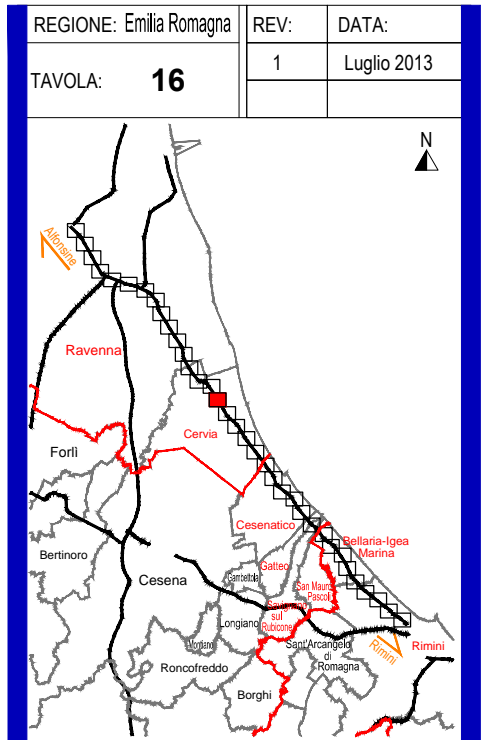 REGIONE: Emilia Romagna
REV:
DATA:
TAVOLA: 16
1
Luglio 2013
N
Alfonsine
Ravenna
Cervia
Forlì
Cesenatico
Bellaria-Igea
Marina
Bertinoro
Cesena
Gatteo
Gambettola
San Mauro
Pascoli
Savignano
sul
Rubicone
Longiano
Montiano
Sant'Arcangelo
di
Romagna
Rimini
Rimini
Roncofreddo
Borghi